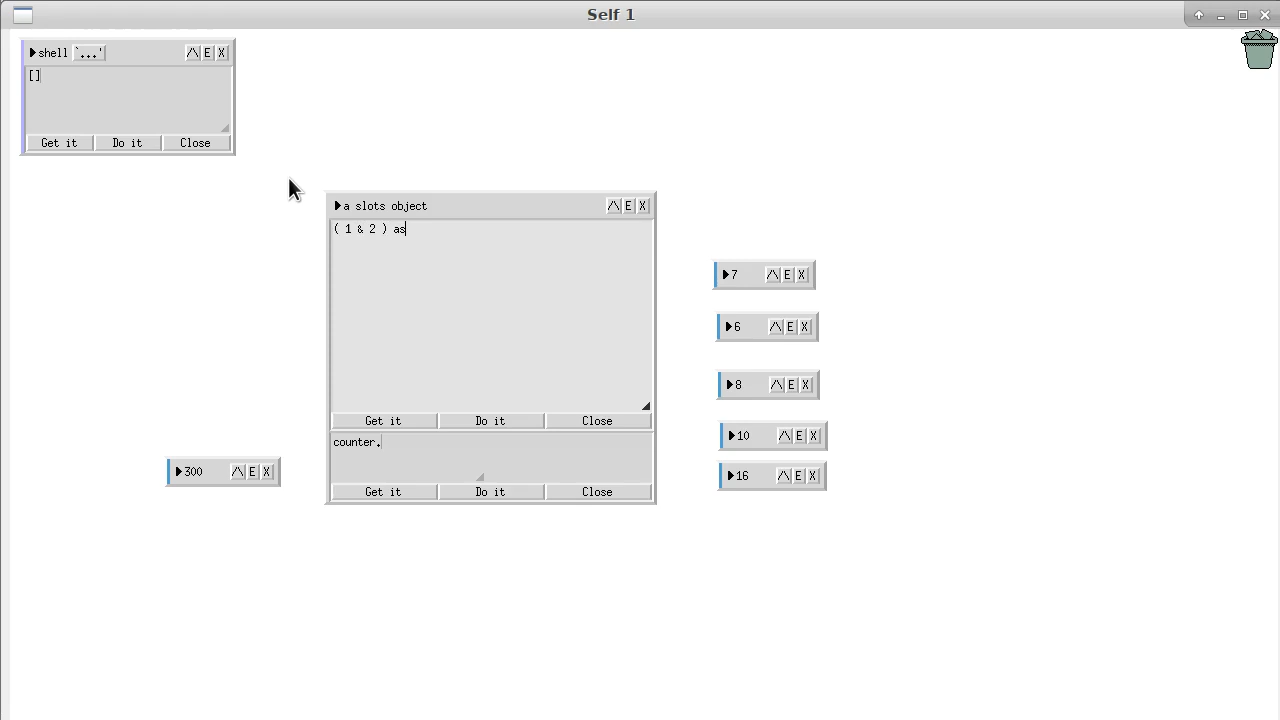 Self 1
shell `...' /\ E X
[]
Get it Do it Close
a slots object /\ E X
( 1 & 2 ) as
Get it Do it Close
counter.
Get it Do it Close
7 /\ E X
6 /\ E X
8 /\ E X
10 /\ E X
16 /\ E X
300 /\ E X